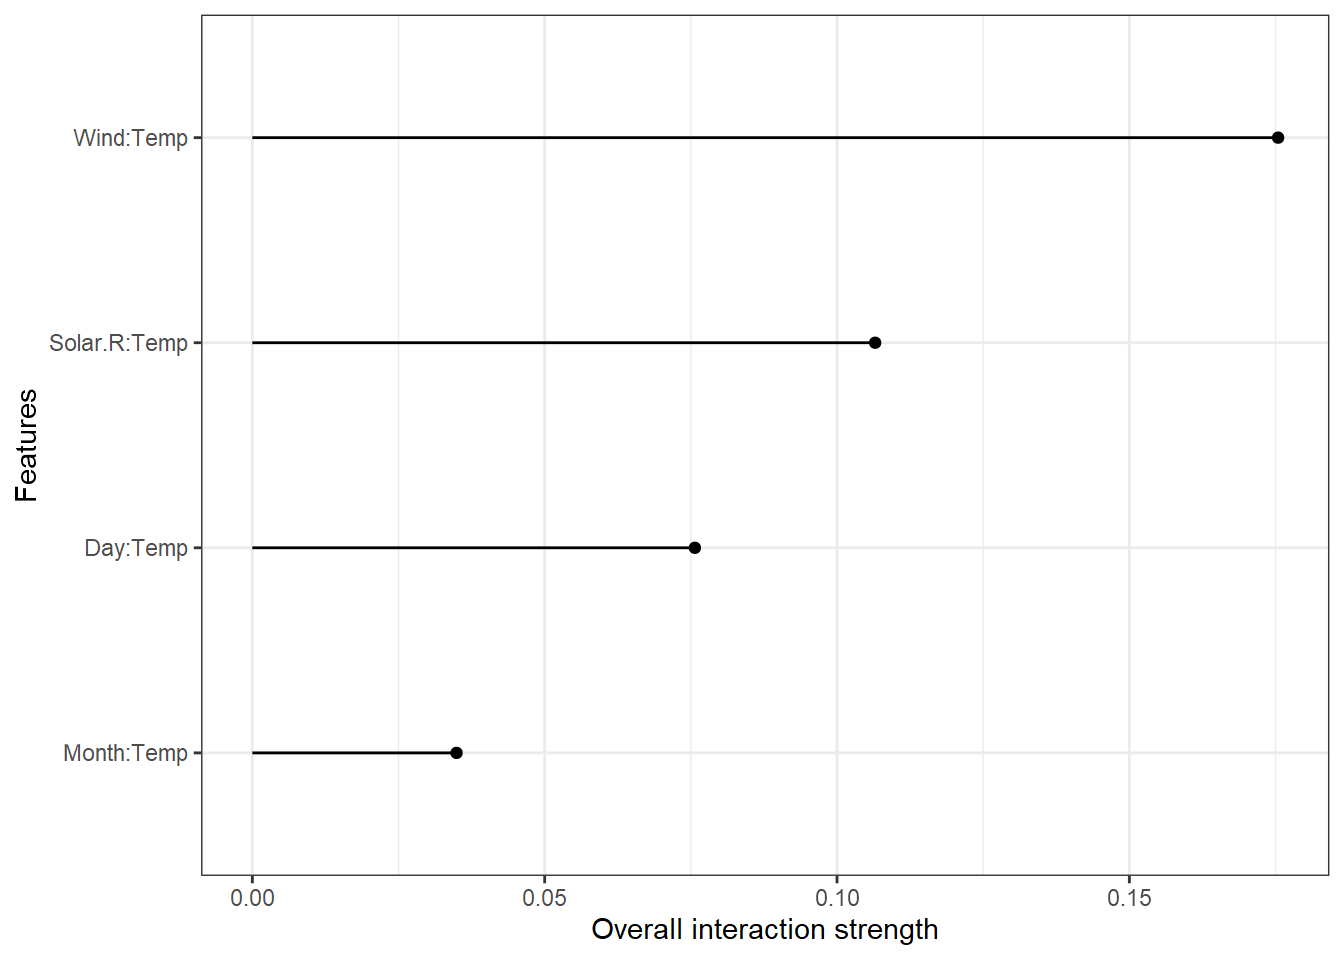 Wind:Temp
Solar.R:Temp
Day:Temp
Month:Temp
Features
0.00 0.05 0.10 0.15
Overall interaction strength